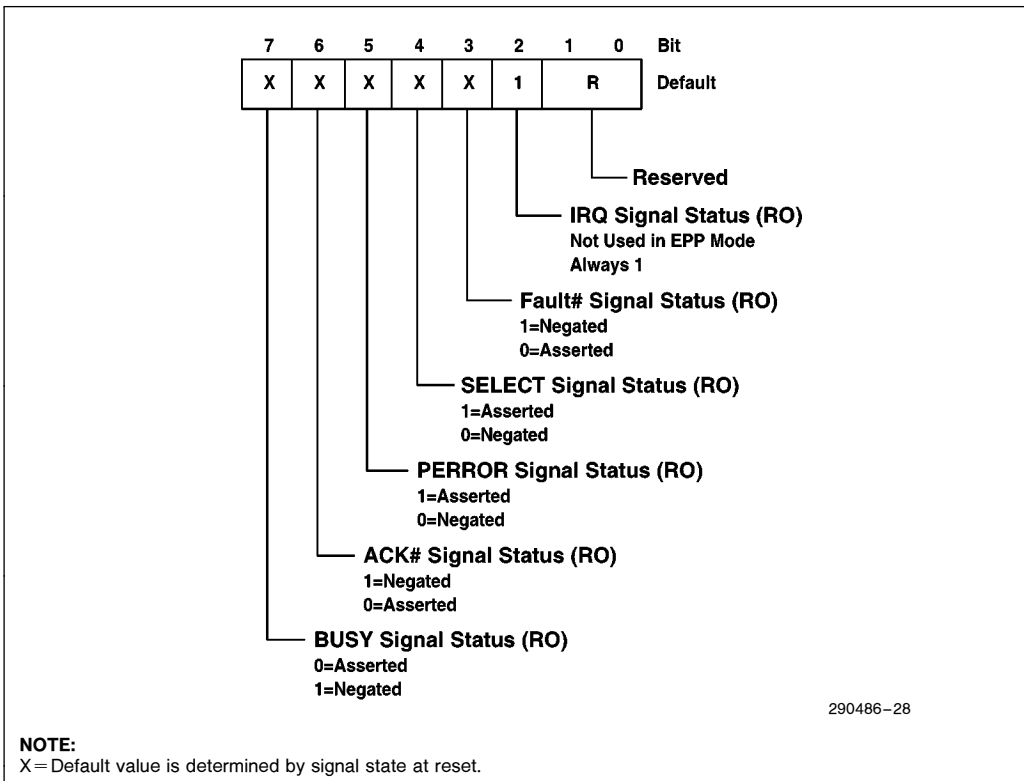 7 6 5 4 3 2 1 0 Bit
X X X X X 1 R Default
Reserved
IRQ Signal Status (RO)
Not Used in EPP Mode
Always 1
Fault# Signal Status (RO)
1=Negated
0=Asserted
SELECT Signal Status (RO)
1=Asserted
0=Negated
PERROR Signal Status (RO)
1=Asserted
0=Negated
ACK# Signal Status (RO)
1=Negated
0=Asserted
BUSY Signal Status (RO)
0=Asserted
1=Negated
290486–28
NOTE:
X=Default value is determined by signal state at reset.